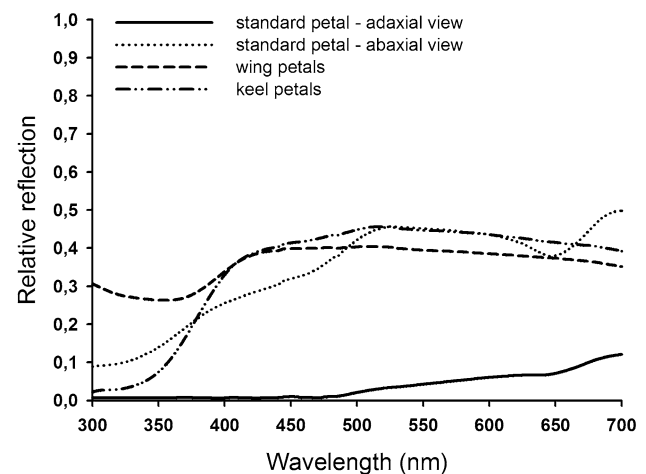 standard petal - adaxial view
standard petal - abaxial view
wing petals
keel petals
Relative reflection
1,0
0,9
0,8
0,7
0,6
0,5
0,4
0,3
0,2
0,1
0,0
300 350 400 450 500 550 600 650 700
Wavelength (nm)